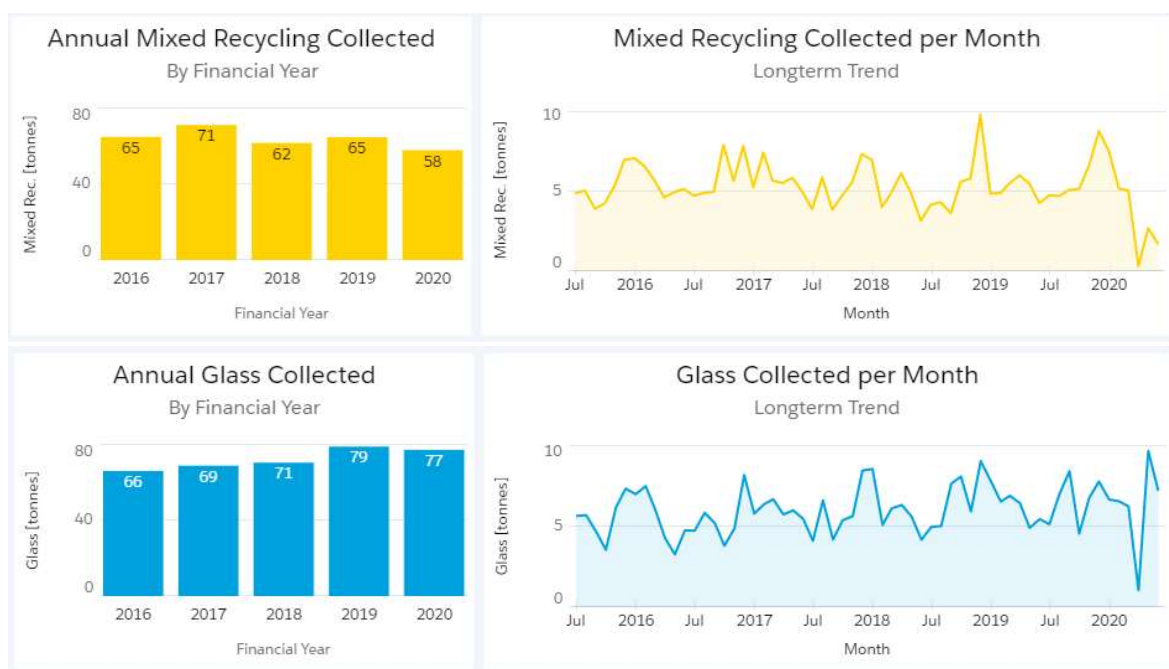 Annual Mixed Recycling Collected
By Financial Year
Mixed Rec. [tonnes]
80
40
0
65
71
62
65
58
2016 2017 2018 2019 2020
Financial Year
Mixed Recycling Collected per Month
Longterm Trend
Mixed Rec. [tonnes]
10
5
0
Jul 2016 Jul 2017 Jul 2018 Jul 2019 Jul 2020
Month
Annual Glass Collected
By Financial Year
Glass [tonnes]
80
40
0
66
69
71
79
77
2016 2017 2018 2019 2020
Financial Year
Glass Collected per Month
Longterm Trend
Glass [tonnes]
10
5
0
Jul 2016 Jul 2017 Jul 2018 Jul 2019 Jul 2020
Month